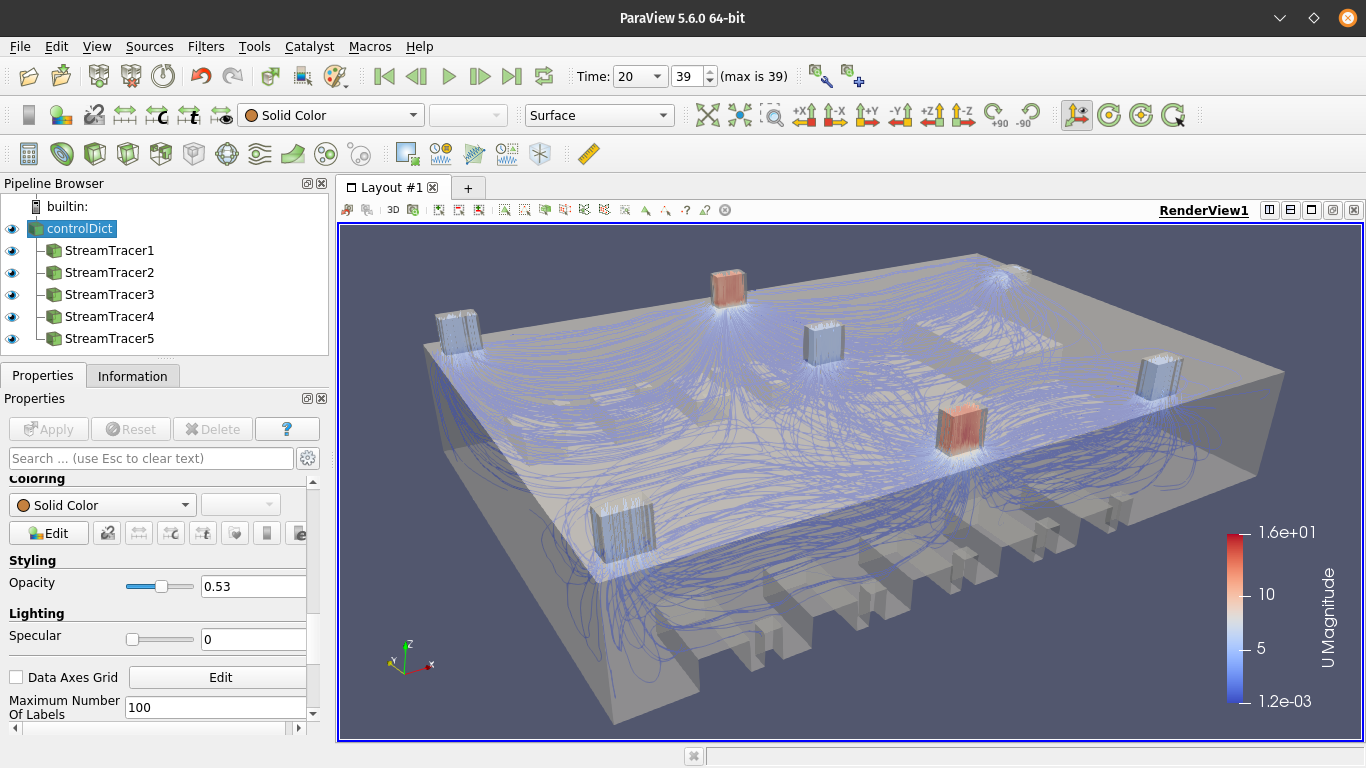 ParaView 5.6.0 64-bit
File Edit View Sources Filters Tools Catalyst Macros Help
Time: 20 39 (max is 39)
+X -X +Y -Y +Z -Z +90 -90
Solid Color Surface
Pipeline Browser
Layout #1 +
builtin:
3D RenderView1
controlDict
StreamTracer1
StreamTracer2
StreamTracer3
StreamTracer4
StreamTracer5
Properties Information
Properties
Apply Reset Delete ?
Search ... (use Esc to clear text)
Coloring
Solid Color
Edit
Styling
Opacity 0.53
Lighting
Specular 0
Data Axes Grid Edit
Maximum Number
Of Labels 100
Z
Y
X
1.6e+01
10
5
1.2e-03
U Magnitude